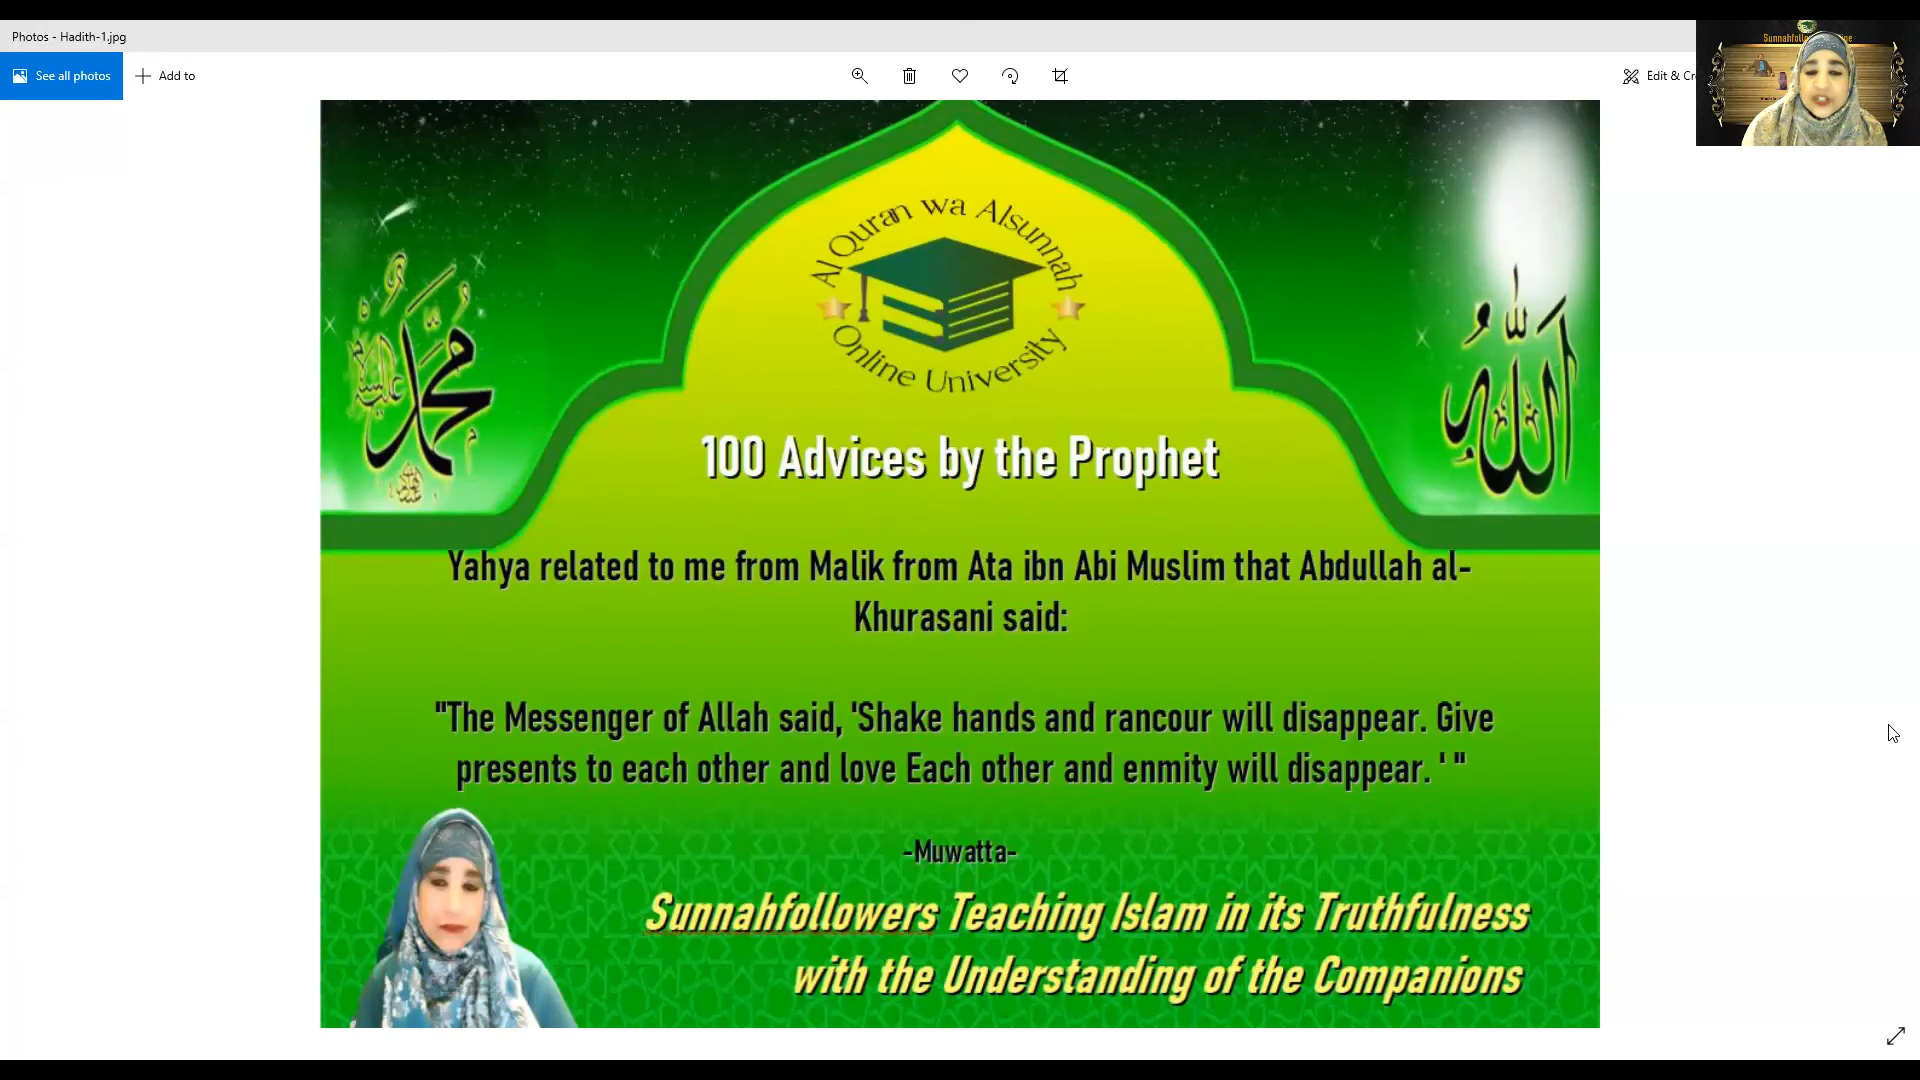 Photos - Hadith-1.jpg
See all photos
Add to
Edit & Cr
Al Quran wa Alsunnah
Online University
محمد
الله
100 Advices by the Prophet
Yahya related to me from Malik from Ata ibn Abi Muslim that Abdullah al-
Khurasani said:
"The Messenger of Allah said, 'Shake hands and rancour will disappear. Give
presents to each other and love Each other and enmity will disappear. ' "
-Muwatta-
Sunnahfollowers Teaching Islam in its Truthfulness
with the Understanding of the Companions